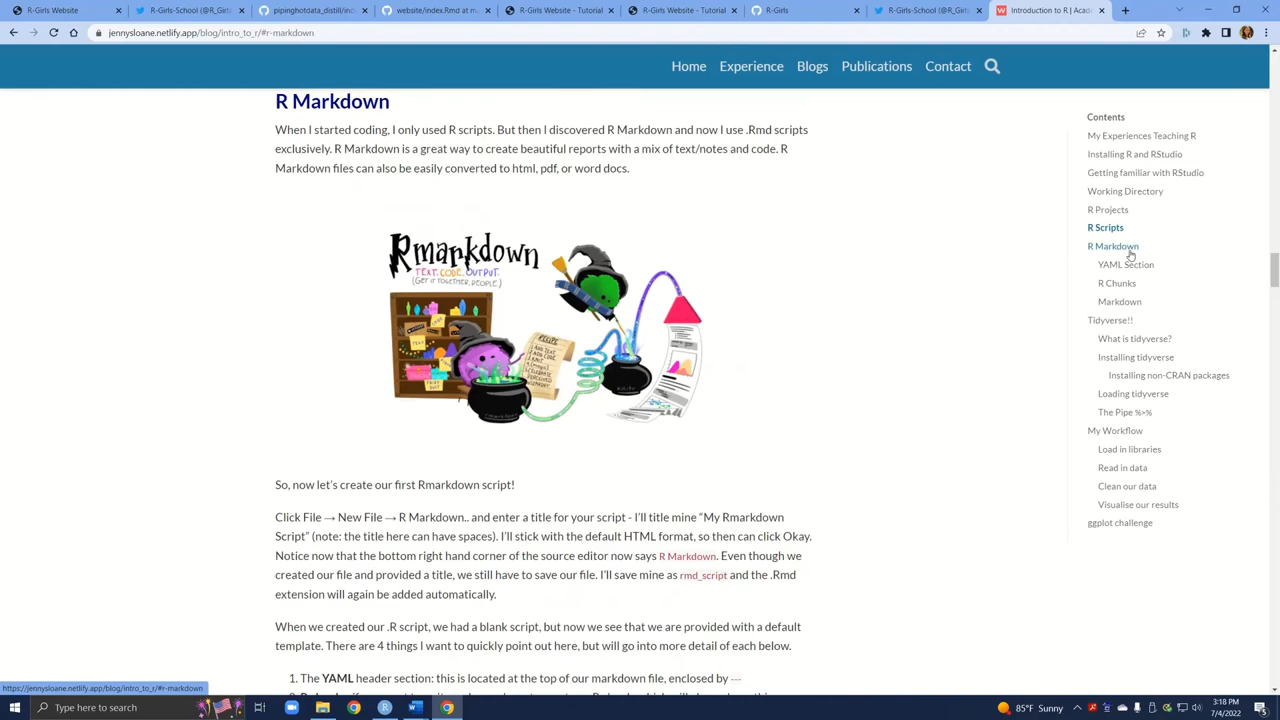 R-Girls Website
R-Girls-School (@R_Girls
pipinghotdata_distill/ind
website/index.Rmd at m
R-Girls Website - Tutorial
R-Girls Website - Tutorial
R-Girls
R-Girls-School (@R_Girls
Introduction to R | Acade
jennysloane.netlify.app/blog/intro_to_r/#r-markdown
Home
Experience
Blogs
Publications
Contact
R Markdown
When I started coding, I only used R scripts. But then I discovered R Markdown and now I use .Rmd scripts
exclusively. R Markdown is a great way to create beautiful reports with a mix of text/notes and code. R
Markdown files can also be easily converted to html, pdf, or word docs.
Rmarkdown
TEXT. CODE. OUTPUT.
(GET IT TOGETHER, PEOPLE.)
So, now let's create our first Rmarkdown script!
Click File → New File → R Markdown.. and enter a title for your script - I'll title mine "My Rmarkdown
Script" (note: the title here can have spaces). I'll stick with the default HTML format, so then can click Okay.
Notice now that the bottom right hand corner of the source editor now says R Markdown. Even though we
created our file and provided a title, we still have to save our file. I'll save mine as rmd_script and the .Rmd
extension will again be added automatically.
When we created our .R script, we had a blank script, but now we see that we are provided with a default
template. There are 4 things I want to quickly point out here, but will go into more detail of each below.
1. The YAML header section: this is located at the top of our markdown file, enclosed by ---
Contents
My Experiences Teaching R
Installing R and RStudio
Getting familiar with RStudio
Working Directory
R Projects
R Scripts
R Markdown
YAML Section
R Chunks
Markdown
Tidyverse!!
What is tidyverse?
Installing tidyverse
Installing non-CRAN packages
Loading tidyverse
The Pipe %>%
My Workflow
Load in libraries
Read in data
Clean our data
Visualise our results
ggplot challenge
https://jennysloane.netlify.app/blog/intro_to_r/#r-markdown
Type here to search
85°F Sunny
3:18 PM
7/4/2022